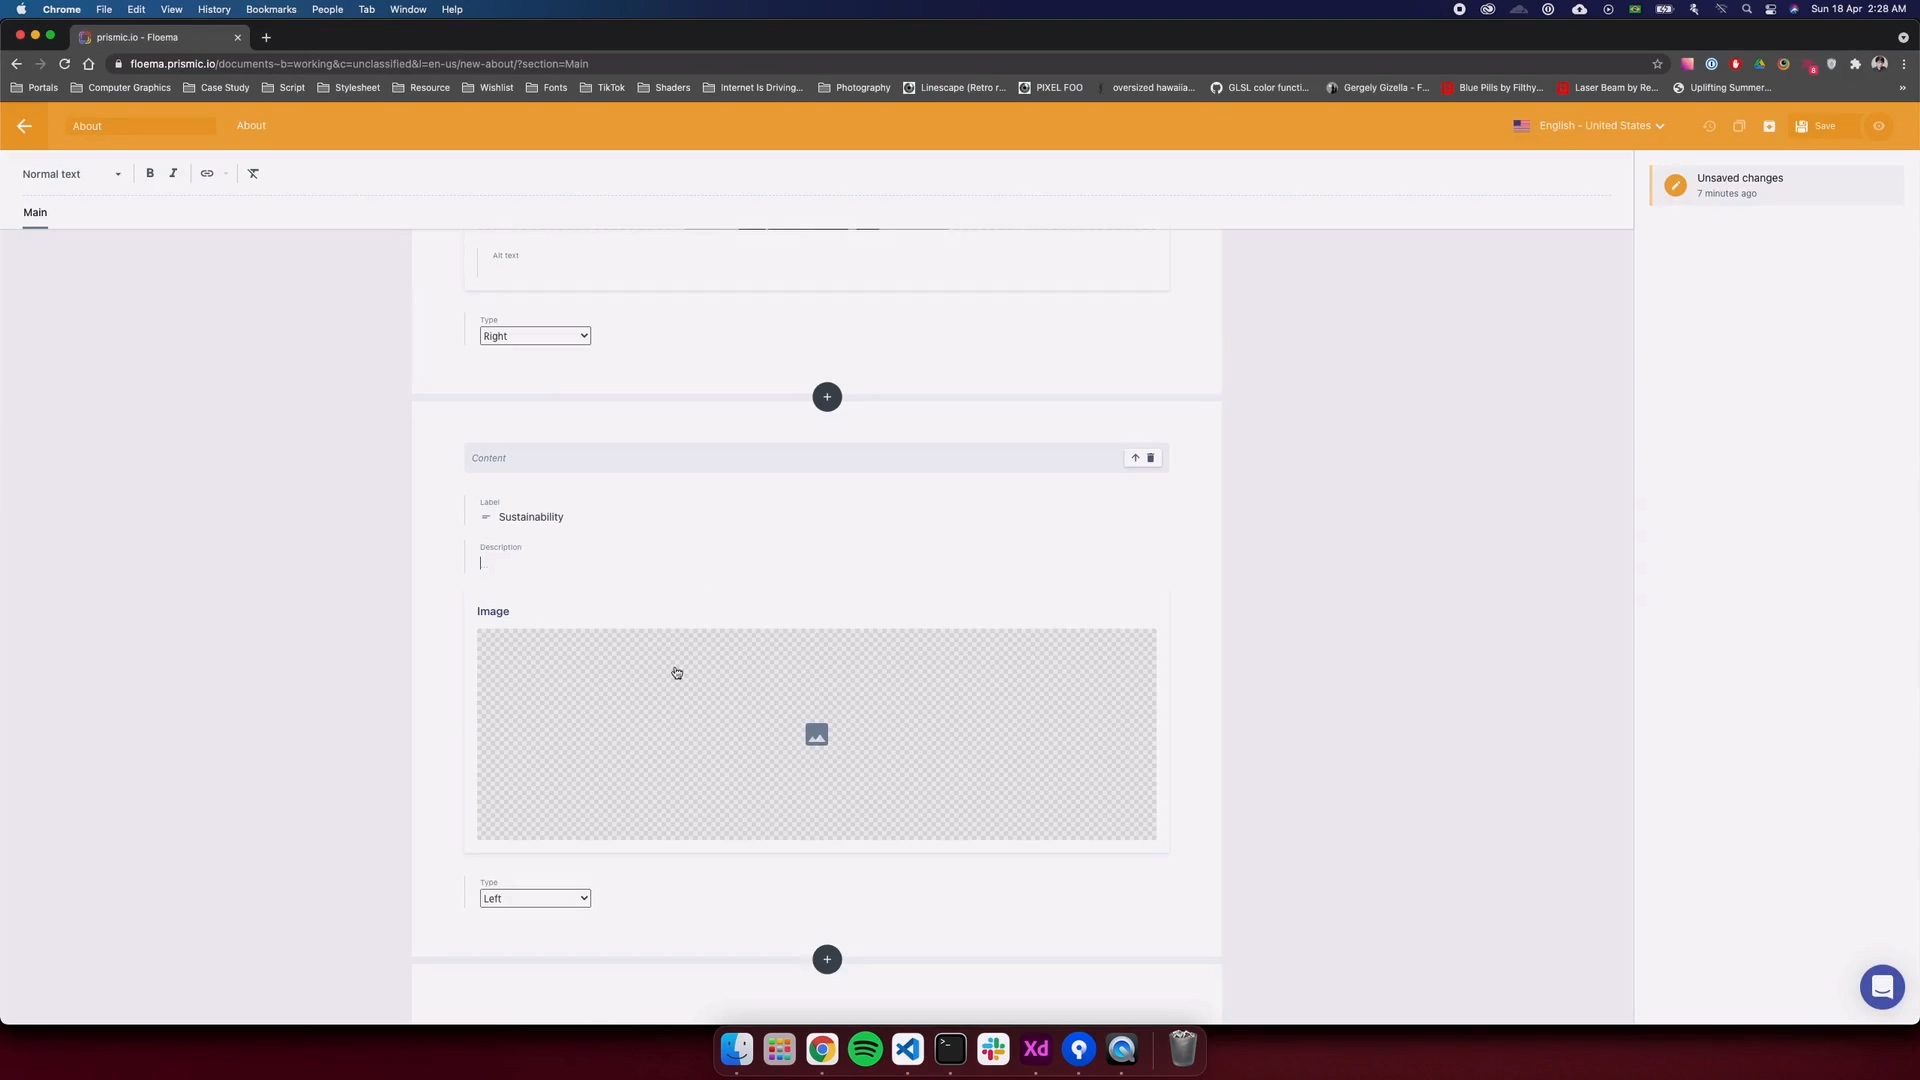 Chrome File Edit View History Bookmarks People Tab Window Help Sun 18 Apr 2:28 AM
prismic.io - Floema
floema.prismic.io/documents~b=working&c=unclassified&l=en-us/new-about/?section=Main
8
Portals Computer Graphics Case Study Script Stylesheet Resource Wishlist Fonts TikTok Shaders Internet Is Driving... Photography Linescape (Retro r... PIXEL FOO oversized hawaiia... GLSL color functi... Gergely Gizella - F... Blue Pills by Filthy... Laser Beam by Re... Uplifting Summer... »
About About English - United States Save
Normal text B I
Unsaved changes
7 minutes ago
Main
Alt text
Type
Right
Content
Label
Sustainability
Description
...
Image
Type
Left
Xd